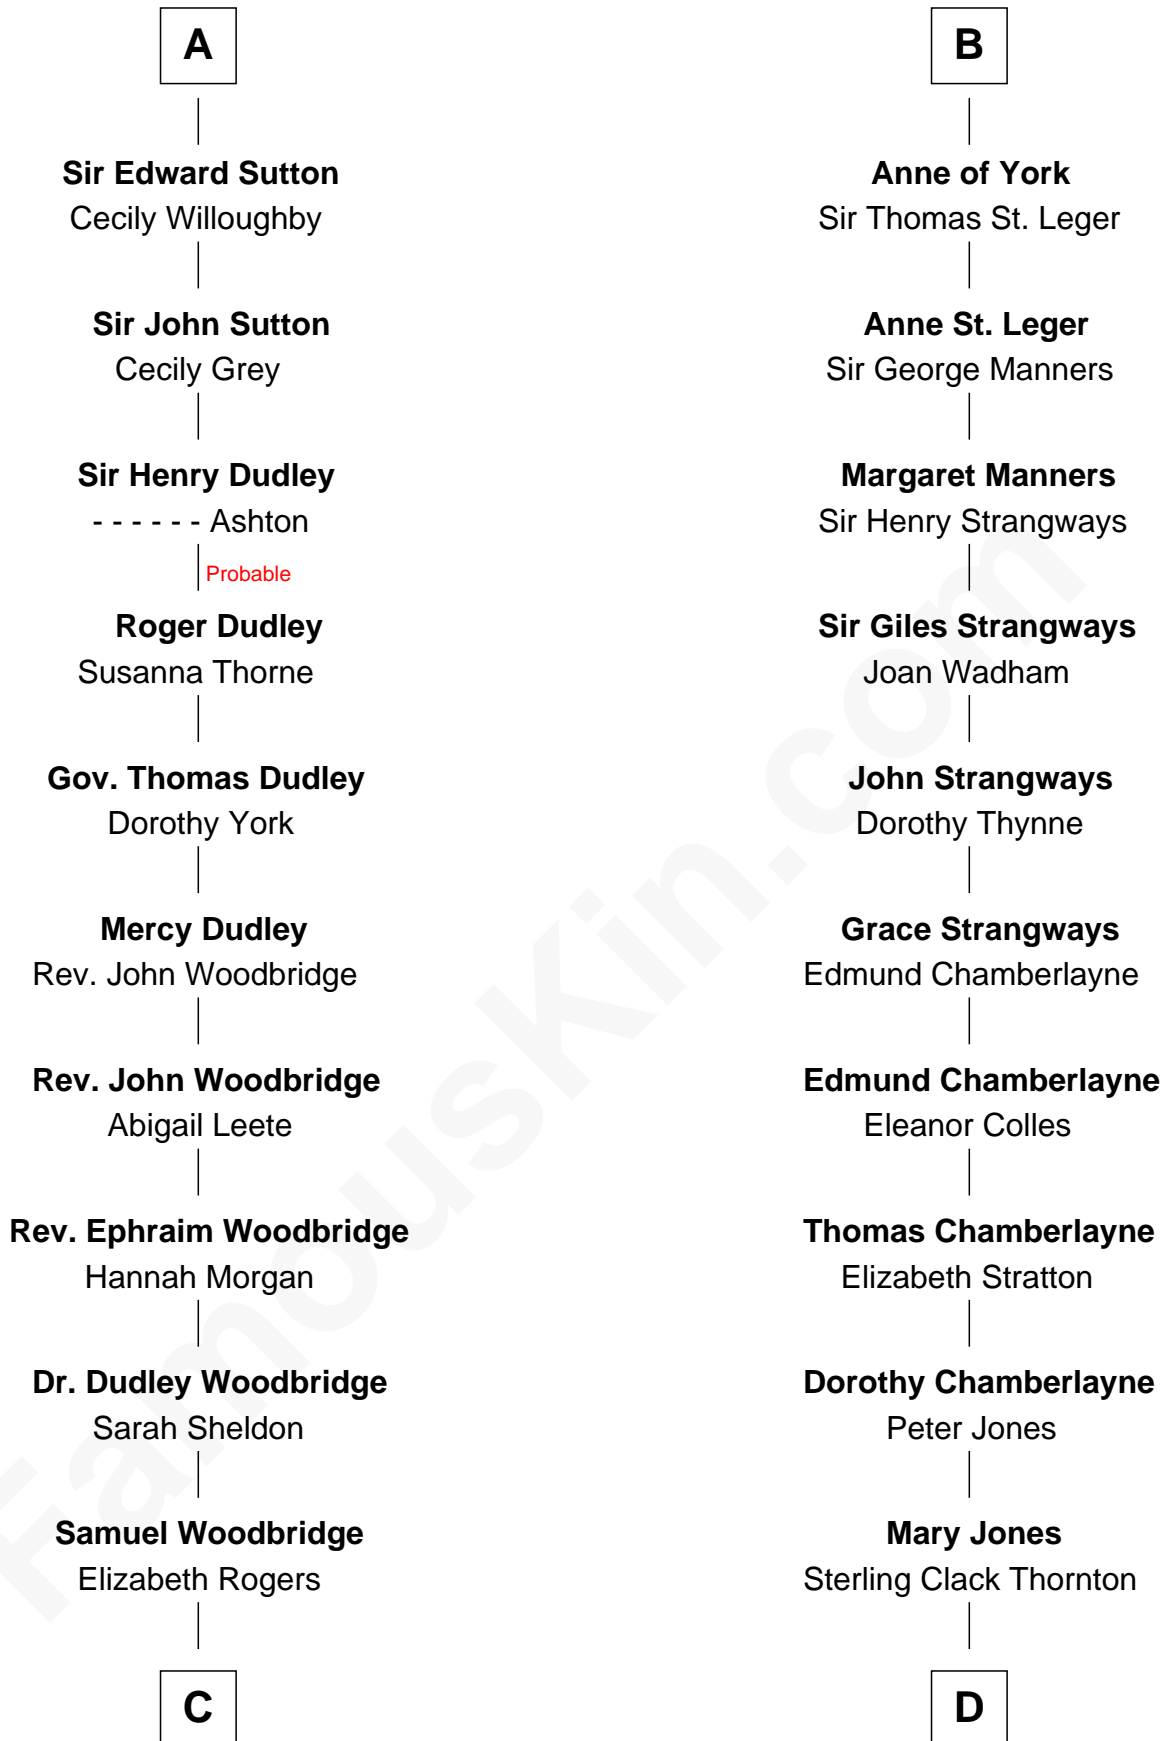 A
Sir Edward Sutton
Cecily Willoughby
Sir John Sutton
Cecily Grey
Sir Henry Dudley
- - - - - - Ashton
Probable
Roger Dudley
Susanna Thorne
Gov. Thomas Dudley
Dorothy York
Mercy Dudley
Rev. John Woodbridge
Rev. John Woodbridge
Abigail Leete
Rev. Ephraim Woodbridge
Hannah Morgan
Dr. Dudley Woodbridge
Sarah Sheldon
Samuel Woodbridge
Elizabeth Rogers
C
B
Anne of York
Sir Thomas St. Leger
Anne St. Leger
Sir George Manners
Margaret Manners
Sir Henry Strangways
Sir Giles Strangways
Joan Wadham
John Strangways
Dorothy Thynne
Grace Strangways
Edmund Chamberlayne
Edmund Chamberlayne
Eleanor Colles
Thomas Chamberlayne
Elizabeth Stratton
Dorothy Chamberlayne
Peter Jones
Mary Jones
Sterling Clack Thornton
D
FamousKin.com